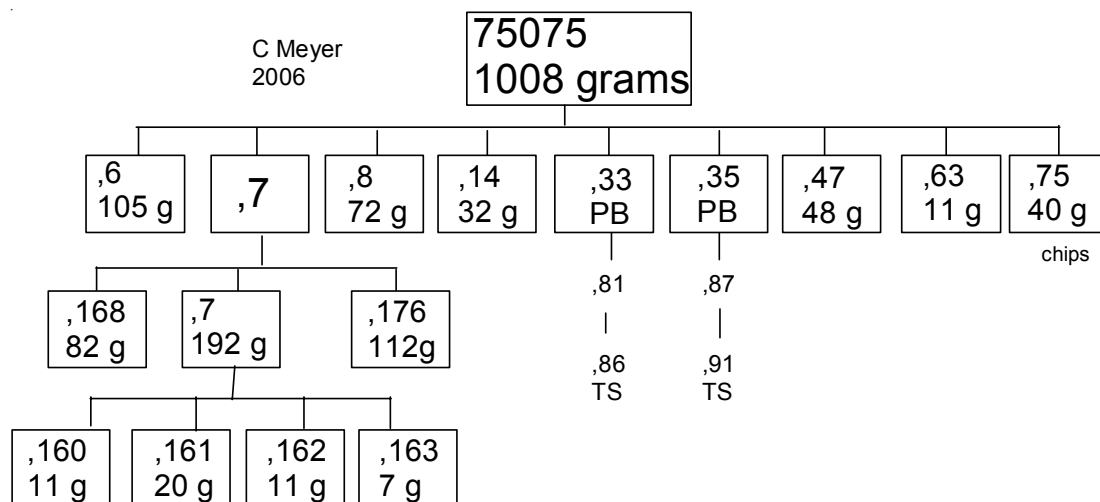 C Meyer
2006
75075
1008 grams
,6
105 g
,7
,8
72 g
,14
32 g
,33
PB
,35
PB
,47
48 g
,63
11 g
,75
40 g
chips
,81
,86
TS
,87
,91
TS
,168
82 g
,7
192 g
,176
112g
,160
11 g
,161
20 g
,162
11 g
,163
7 g